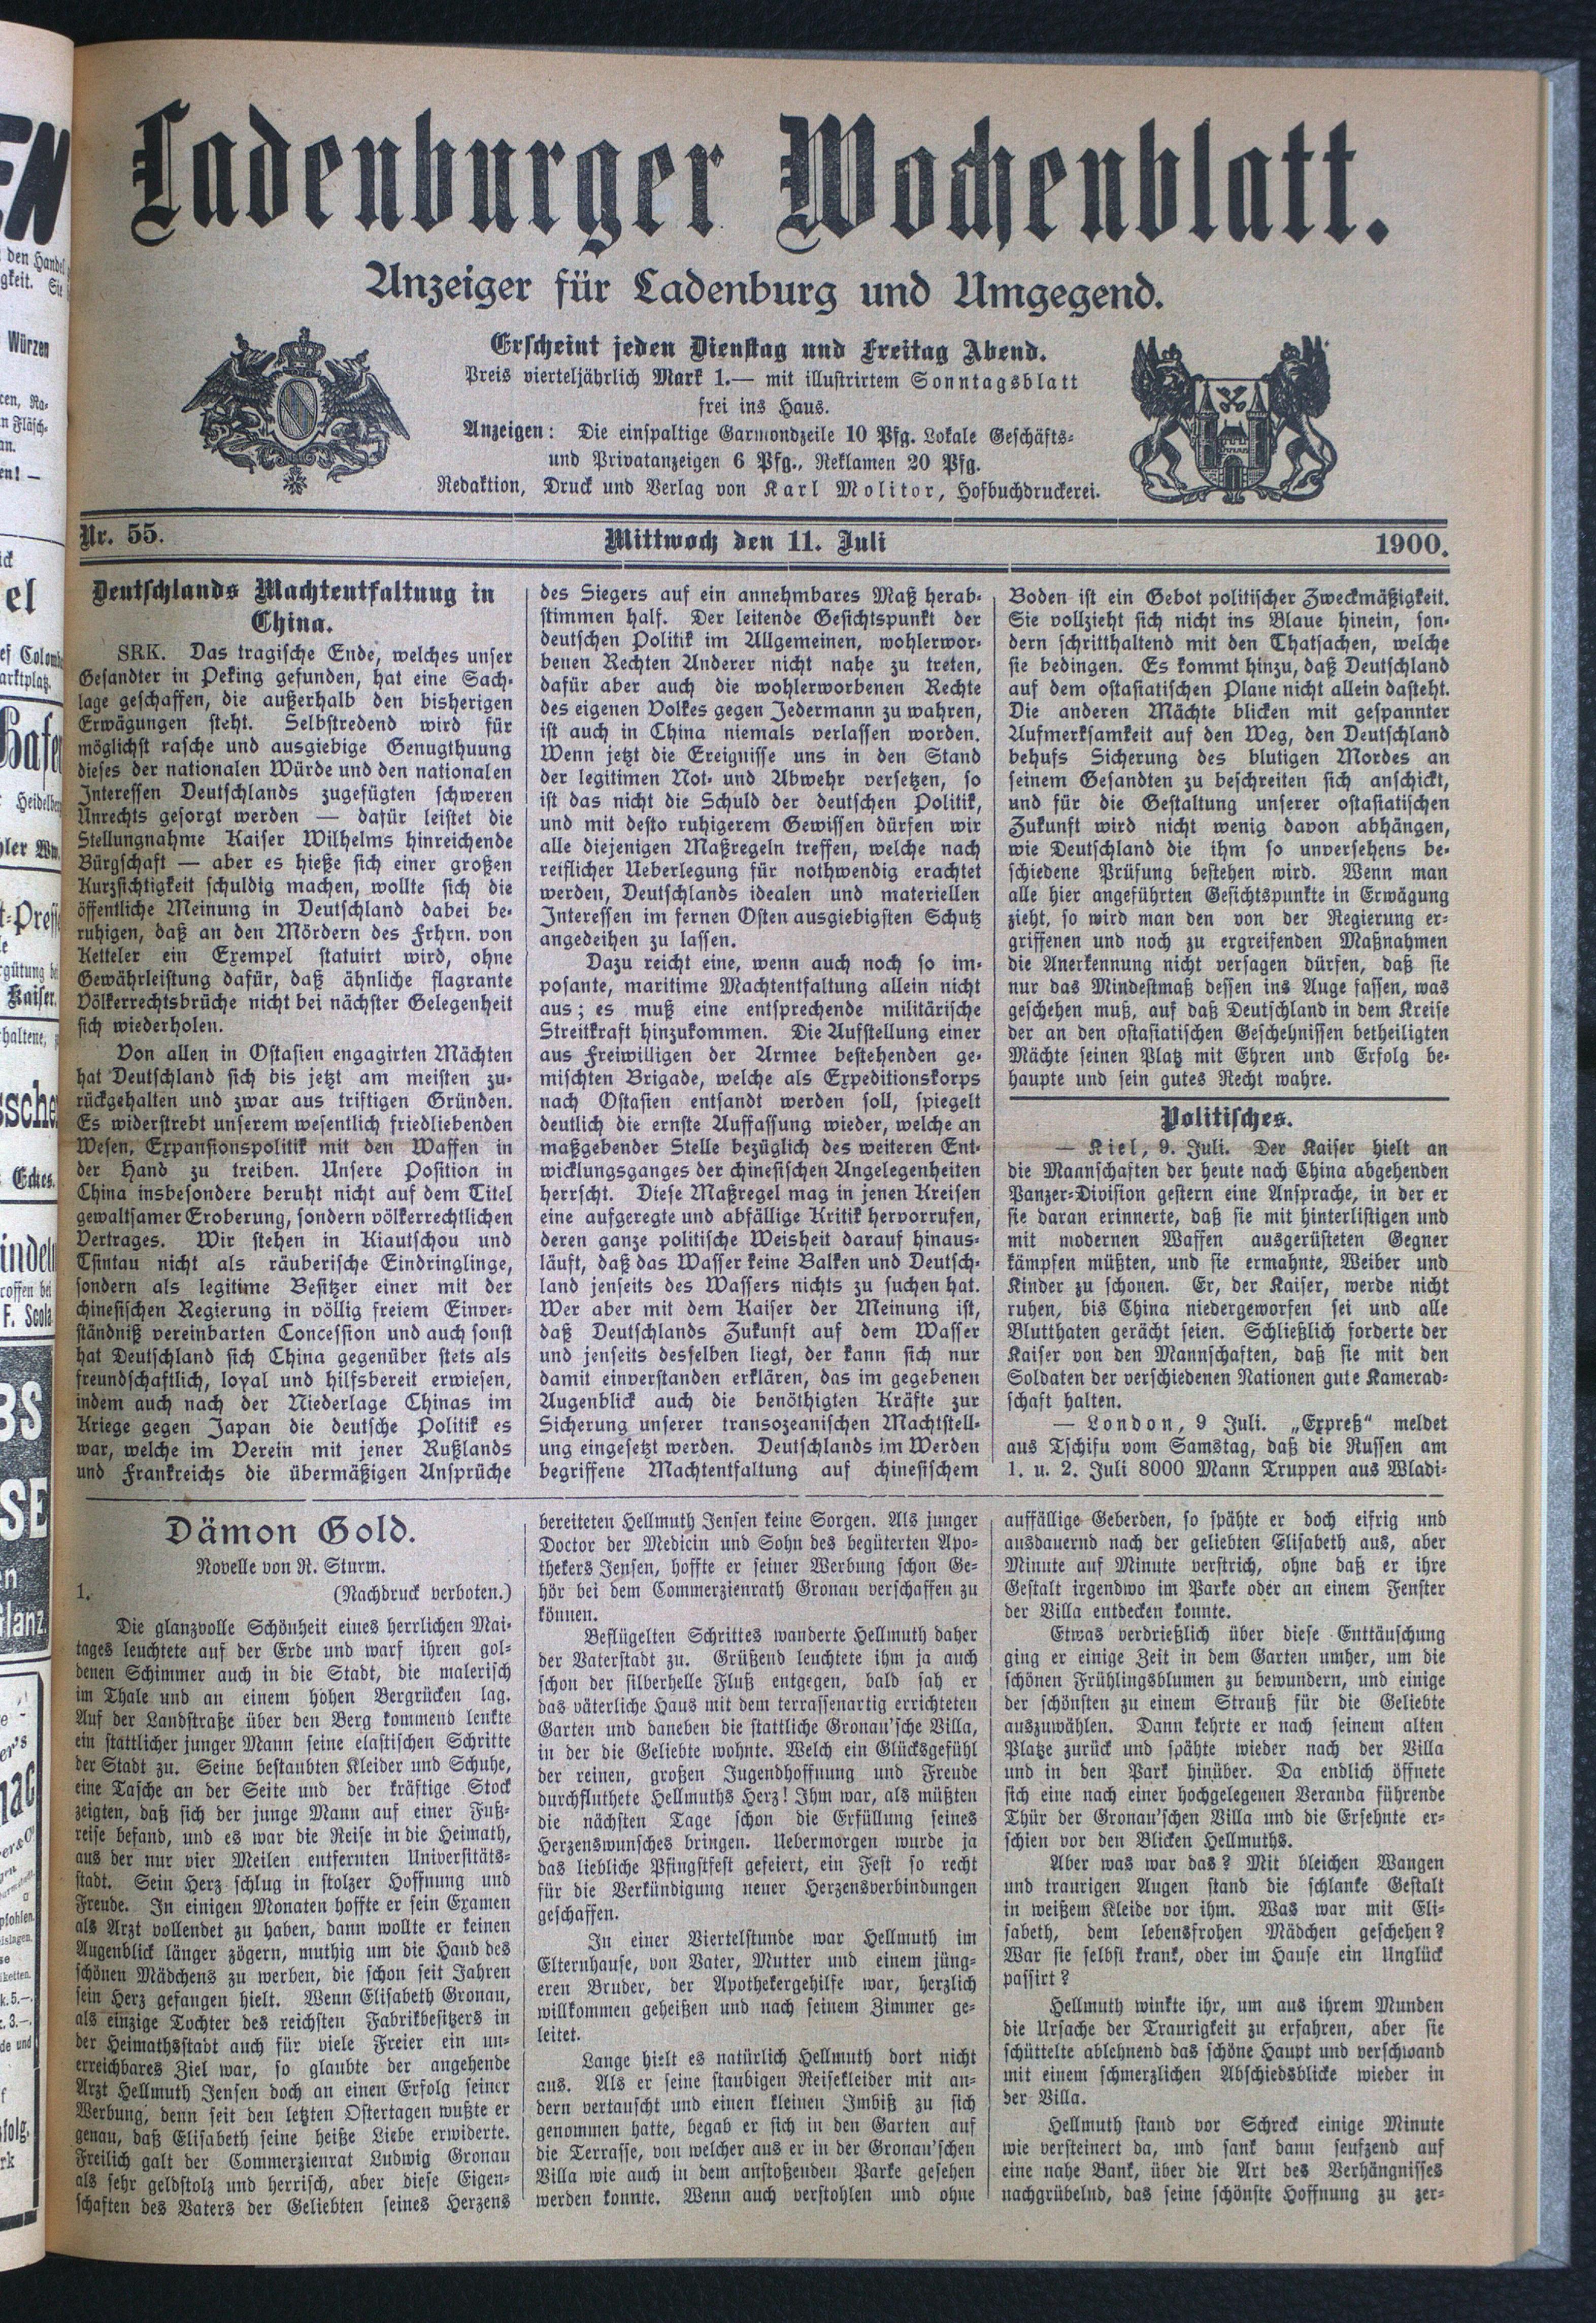 Ladenburger Wochenblatt.
Anzeiger für Ladenburg und Umgegend.
Erscheint jeden Dienstag und Freitag Abend.
Preis vierteljährlich Mark 1.— mit illustrirtem Sonntagsblatt
frei ins Haus.
Anzeigen: Die einspaltige Garmondzeile 10 Pfg. Lokale Geschäfts-
und Privatanzeigen 6 Pfg., Reklamen 20 Pfg.
Redaktion, Druck und Verlag von Karl Molitor, Hofbuchdruckerei.
Nr. 55.
Mittwoch den 11. Juli
1900.
Deutschlands Machtentfaltung in
China.
SRK. Das tragische Ende, welches unser
Gesandter in Peking gefunden, hat eine Sach-
lage geschaffen, die außerhalb den bisherigen
Erwägungen steht. Selbstredend wird für
möglichst rasche und ausgiebige Genugthuung
dieses der nationalen Würde und den nationalen
Interessen Deutschlands zugefügten schweren
Unrechts gesorgt werden — dafür leistet die
Stellungnahme Kaiser Wilhelms hinreichende
Bürgschaft — aber es hieße sich einer großen
Kurzsichtigkeit schuldig machen, wollte sich die
öffentliche Meinung in Deutschland dabei be-
ruhigen, daß an den Mördern des Frhrn. von
Ketteler ein Exempel statuirt wird, ohne
Gewährleistung dafür, daß ähnliche flagrante
Völkerrechtsbrüche nicht bei nächster Gelegenheit
sich wiederholen.
Von allen in Ostasien engagirten Mächten
hat Deutschland sich bis jetzt am meisten zu-
rückgehalten und zwar aus triftigen Gründen.
Es widerstrebt unserem wesentlich friedliebenden
Wesen, Expansionspolitik mit den Waffen in
der Hand zu treiben. Unsere Position in
China insbesondere beruht nicht auf dem Titel
gewaltsamer Eroberung, sondern völkerrechtlichen
Vertrages. Wir stehen in Kiautschou und
Tsintau nicht als räuberische Eindringlinge,
sondern als legitime Besitzer einer mit der
chinesischen Regierung in völlig freiem Einver-
ständniß vereinbarten Concession und auch sonst
hat Deutschland sich China gegenüber stets als
freundschaftlich, loyal und hilfsbereit erwiesen,
indem auch nach der Niederlage Chinas im
Kriege gegen Japan die deutsche Politik es
war, welche im Verein mit jener Rußlands
und Frankreichs die übermäßigen Ansprüche
des Siegers auf ein annehmbares Maß herab-
stimmen half. Der leitende Gesichtspunkt der
deutschen Politik im Allgemeinen, wohlerwor-
benen Rechten Anderer nicht nahe zu treten,
dafür aber auch die wohlerworbenen Rechte
des eigenen Volkes gegen Jedermann zu wahren,
ist auch in China niemals verlassen worden.
Wenn jetzt die Ereignisse uns in den Stand
der legitimen Not- und Abwehr versetzen, so
ist das nicht die Schuld der deutschen Politik,
und mit desto ruhigerem Gewissen dürfen wir
alle diejenigen Maßregeln treffen, welche nach
reiflicher Ueberlegung für nothwendig erachtet
werden, Deutschlands idealen und materiellen
Interessen im fernen Osten ausgiebigsten Schutz
angedeihen zu lassen.
Dazu reicht eine, wenn auch noch so im-
posante, maritime Machtentfaltung allein nicht
aus; es muß eine entsprechende militärische
Streitkraft hinzukommen. Die Aufstellung einer
aus Freiwilligen der Armee bestehenden ge-
mischten Brigade, welche als Expeditionskorps
nach Ostasien entsandt werden soll, spiegelt
deutlich die ernste Auffassung wieder, welche an
maßgebender Stelle bezüglich des weiteren Ent-
wicklungsganges der chinesischen Angelegenheiten
herrscht. Diese Maßregel mag in jenen Kreisen
eine aufgeregte und abfällige Kritik hervorrufen,
deren ganze politische Weisheit darauf hinaus-
läuft, daß das Wasser keine Balken und Deutsch-
land jenseits des Wassers nichts zu suchen hat.
Wer aber mit dem Kaiser der Meinung ist,
daß Deutschlands Zukunft auf dem Wasser
und jenseits desselben liegt, der kann sich nur
damit einverstanden erklären, das im gegebenen
Augenblick auch die benöthigten Kräfte zur
Sicherung unserer transozeanischen Machtstell-
ung eingesetzt werden. Deutschlands im Werden
begriffene Machtentfaltung auf chinesischem
Boden ist ein Gebot politischer Zweckmäßigkeit.
Sie vollzieht sich nicht ins Blaue hinein, son-
dern schritthaltend mit den Thatsachen, welche
sie bedingen. Es kommt hinzu, daß Deutschland
auf dem ostasiatischen Plane nicht allein dasteht.
Die anderen Mächte blicken mit gespannter
Aufmerksamkeit auf den Weg, den Deutschland
behufs Sicherung des blutigen Mordes an
seinem Gesandten zu beschreiten sich anschickt,
und für die Gestaltung unserer ostasiatischen
Zukunft wird nicht wenig davon abhängen,
wie Deutschland die ihm so unversehens be-
schiedene Prüfung bestehen wird. Wenn man
alle hier angeführten Gesichtspunkte in Erwägung
zieht, so wird man den von der Regierung er-
griffenen und noch zu ergreifenden Maßnahmen
die Anerkennung nicht versagen dürfen, daß sie
nur das Mindestmaß dessen ins Auge fassen, was
geschehen muß, auf daß Deutschland in dem Kreise
der an den ostasiatischen Geschehnissen betheiligten
Mächte seinen Platz mit Ehren und Erfolg be-
haupte und sein gutes Recht wahre.
Politisches.
— Kiel, 9. Juli. Der Kaiser hielt an
die Maanschaften der heute nach China abgehenden
Panzer-Division gestern eine Ansprache, in der er
sie daran erinnerte, daß sie mit hinterlistigen und
mit modernen Waffen ausgerüsteten Gegner
kämpfen müßten, und sie ermahnte, Weiber und
Kinder zu schonen. Er, der Kaiser, werde nicht
ruhen, bis China niedergeworfen sei und alle
Blutthaten gerächt seien. Schließlich forderte der
Kaiser von den Mannschaften, daß sie mit den
Soldaten der verschiedenen Nationen gute Kamerad-
schaft halten.
— London, 9 Juli. „Expreß“ meldet
aus Tschifu vom Samstag, daß die Russen am
1. u. 2. Juli 8000 Mann Truppen aus Wladi-
Dämon Gold.
Novelle von R. Sturm.
1.
(Nachdruck verboten.)
Die glanzvolle Schönheit eines herrlichen Mai-
tages leuchtete auf der Erde und warf ihren gol-
denen Schimmer auch in die Stadt, die malerisch
im Thale und an einem hohen Bergrücken lag.
Auf der Landstraße über den Berg kommend lenkte
ein stattlicher junger Mann seine elastischen Schritte
der Stadt zu. Seine bestaubten Kleider und Schuhe,
eine Tasche an der Seite und der kräftige Stock
zeigten, daß sich der junge Mann auf einer Fuß-
reise befand, und es war die Reise in die Heimath,
aus der nur vier Meilen entfernten Universitäts-
stadt. Sein Herz schlug in stolzer Hoffnung und
Freude. In einigen Monaten hoffte er sein Examen
als Arzt vollendet zu haben, dann wollte er keinen
Augenblick länger zögern, muthig um die Hand des
schönen Mädchens zu werben, die schon seit Jahren
sein Herz gefangen hielt. Wenn Elisabeth Gronau,
als einzige Tochter des reichsten Fabrikbesitzers in
der Heimathsstadt auch für viele Freier ein un-
erreichbares Ziel war, so glaubte der angehende
Arzt Hellmuth Jensen doch an einen Erfolg seiner
Werbung, denn seit den letzten Ostertagen wußte er
genau, daß Elisabeth seine heiße Liebe erwiderte.
Freilich galt der Commerzienrat Ludwig Gronau
als sehr geldstolz und herrisch, aber diese Eigen-
schaften des Vaters der Geliebten seines Herzens
bereiteten Hellmuth Jensen keine Sorgen. Als junger
Doctor der Medicin und Sohn des begüterten Apo-
thekers Jensen, hoffte er seiner Werbung schon Ge-
hör bei dem Commerzienrath Gronau verschaffen zu
können.
Beflügelten Schrittes wanderte Hellmuth daher
der Vaterstadt zu. Grüßend leuchtete ihm ja auch
schon der silberhelle Fluß entgegen, bald sah er
das väterliche Haus mit dem terrassenartig errichteten
Garten und daneben die stattliche Gronau'sche Villa,
in der die Geliebte wohnte. Welch ein Glücksgefühl
der reinen, großen Jugendhoffnung und Freude
durchfluthete Hellmuths Herz! Ihm war, als müßten
die nächsten Tage schon die Erfüllung seines
Herzenswunsches bringen. Uebermorgen wurde ja
das liebliche Pfingstfest gefeiert, ein Fest so recht
für die Verkündigung neuer Herzensverbindungen
geschaffen.
In einer Viertelstunde war Hellmuth im
Elternhause, von Vater, Mutter und einem jüng-
eren Bruder, der Apothekergehilfe war, herzlich
willkommen geheißen und nach seinem Zimmer ge-
leitet.
Lange hielt es natürlich Hellmuth dort nicht
aus. Als er seine staubigen Reisekleider mit an-
dern vertauscht und einen kleinen Imbiß zu sich
genommen hatte, begab er sich in den Garten auf
die Terrasse, von welcher aus er in der Gronau'schen
Villa wie auch in dem anstoßenden Parke gesehen
werden konnte. Wenn auch verstohlen und ohne
auffällige Geberden, so spähte er doch eifrig und
ausdauernd nach der geliebten Elisabeth aus, aber
Minute auf Minute verstrich, ohne daß er ihre
Gestalt irgendwo im Parke oder an einem Fenster
der Villa entdecken konnte.
Etwas verdrießlich über diese Enttäuschung
ging er einige Zeit in dem Garten umher, um die
schönen Frühlingsblumen zu bewundern, und einige
der schönsten zu einem Strauß für die Geliebte
auszuwählen. Dann kehrte er nach seinem alten
Platze zurück und spähte wieder nach der Villa
und in den Park hinüber. Da endlich öffnete
sich eine nach einer hochgelegenen Veranda führende
Thür der Gronau'schen Villa und die Ersehnte er-
schien vor den Blicken Hellmuths.
Aber was war das? Mit bleichen Wangen
und traurigen Augen stand die schlanke Gestalt
in weißem Kleide vor ihm. Was war mit Eli-
sabeth, dem lebensfrohen Mädchen geschehen?
War sie selbst krank, oder im Hause ein Unglück
passirt?
Hellmuth winkte ihr, um aus ihrem Munden
die Ursache der Traurigkeit zu erfahren, aber sie
schüttelte ablehnend das schöne Haupt und verschwand
mit einem schmerzlichen Abschiedsblicke wieder in
der Villa.
Hellmuth stand vor Schreck einige Minute
wie versteinert da, und sank dann seufzend auf
eine nahe Bank, über die Art des Verhängnisses
nachgrübelnd, das seine schönste Hoffnung zu zer-